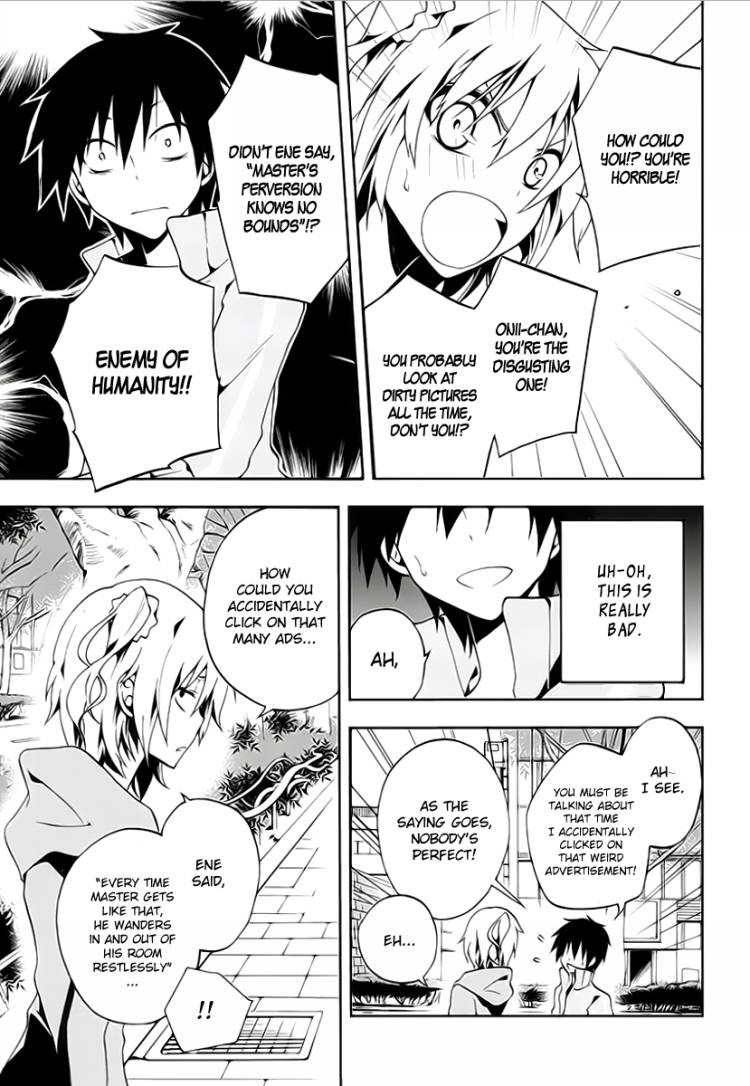 HOW COULD
YOU!? YOU'RE
HORRIBLE!
ONII-CHAN,
YOU'RE THE
DISGUSTING
ONE!
YOU PROBABLY
LOOK AT
DIRTY PICTURES
ALL THE TIME,
DON'T YOU!?
DIDN'T ENE SAY,
"MASTER'S
PERVERSION
KNOWS NO
BOUNDS"!?
ENEMY OF
HUMANITY!!
UH-OH,
THIS IS
REALLY
BAD.
AH,
AH~
I SEE.
YOU MUST BE
TALKING ABOUT
THAT TIME
I ACCIDENTALLY
CLICKED ON
THAT WEIRD
ADVERTISEMENT!
AS THE
SAYING GOES,
NOBODY'S
PERFECT!
EH...
HOW
COULD YOU
ACCIDENTALLY
CLICK ON THAT
MANY ADS...
ENE
SAID,
"EVERY TIME
MASTER GETS
LIKE THAT,
HE WANDERS
IN AND OUT OF
HIS ROOM
RESTLESSLY"
...
!!